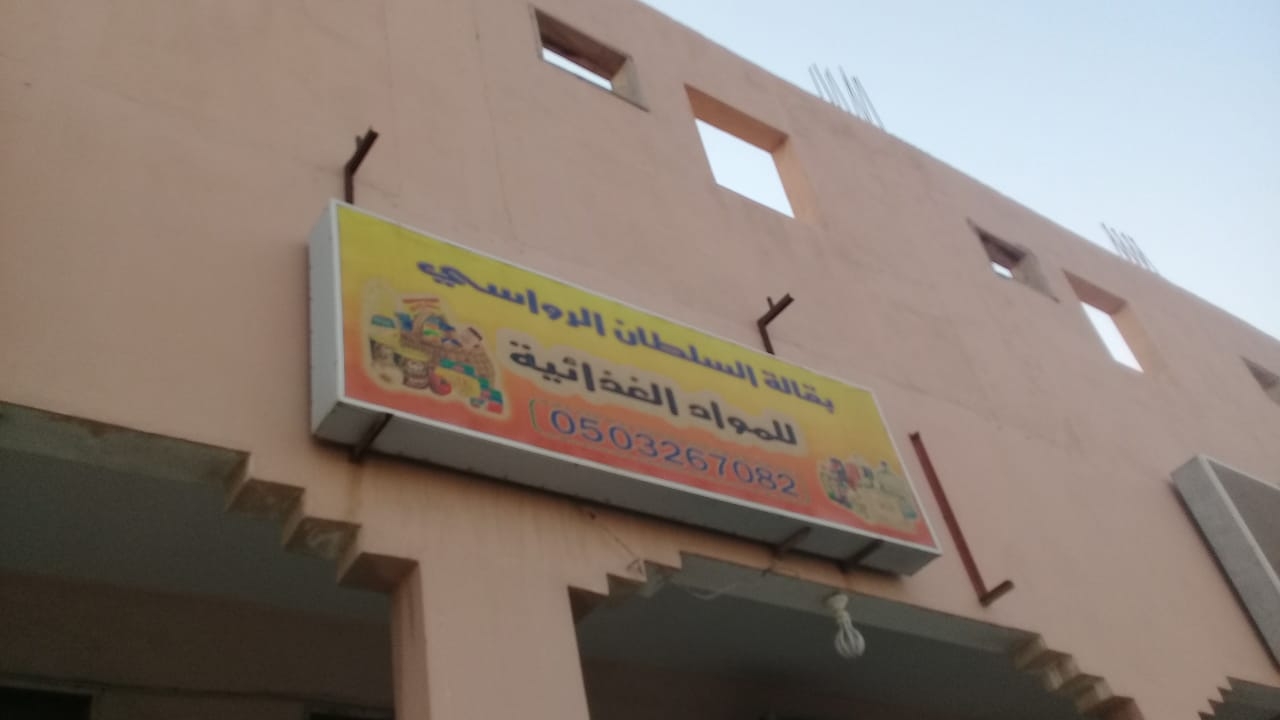 بقالة السلطان الرواسي
للمواد الغذائية
0503267082